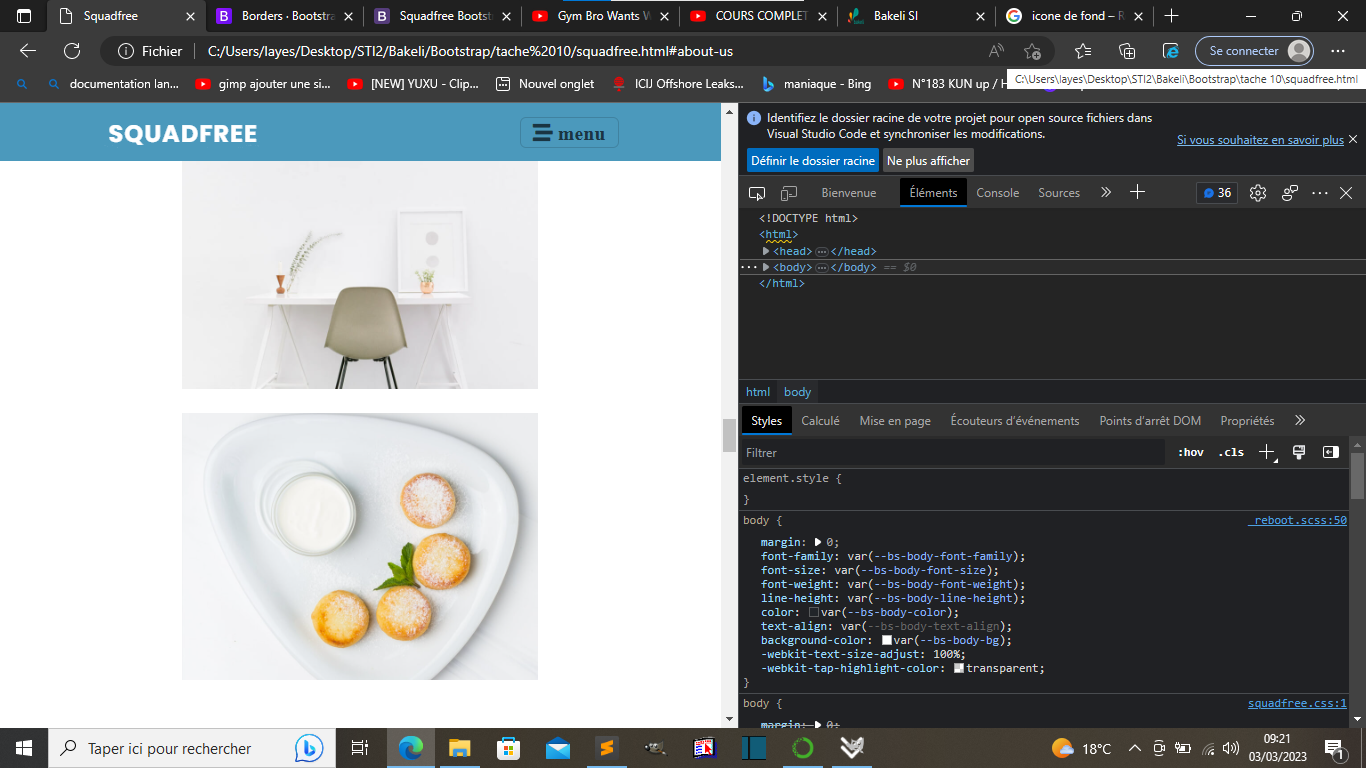 Squadfree
Borders · Bootstra
Squadfree Bootst
Gym Bro Wants W
COURS COMPLET
Bakeli SI
icone de fond – R
Fichier
C:/Users/layes/Desktop/STI2/Bakeli/Bootstrap/tache%2010/squadfree.html#about-us
Se connecter
documentation lan...
gimp ajouter une si...
[NEW] YUXU - Clip...
Nouvel onglet
ICIJ Offshore Leaks...
maniaque - Bing
N°183 KUN up / H
C:\Users\layes\Desktop\STI2\Bakeli\Bootstrap\tache 10\squadfree.html
SQUADFREE
menu
Identifiez le dossier racine de votre projet pour open source fichiers dans
Visual Studio Code et synchroniser les modifications.
Si vous souhaitez en savoir plus
Définir le dossier racine
Ne plus afficher
Bienvenue
Éléments
Console
Sources
36
<!DOCTYPE html>
<html>
<head> ··· </head>
··· <body> ··· </body> == $0
</html>
html
body
Styles
Calculé
Mise en page
Écouteurs d'événements
Points d'arrêt DOM
Propriétés
Filtrer
:hov
.cls
element.style {
}
body {
_reboot.scss:50
margin: 0;
font-family: var(--bs-body-font-family);
font-size: var(--bs-body-font-size);
font-weight: var(--bs-body-font-weight);
line-height: var(--bs-body-line-height);
color: var(--bs-body-color);
text-align: var(--bs-body-text-align);
background-color: var(--bs-body-bg);
-webkit-text-size-adjust: 100%;
-webkit-tap-highlight-color: transparent;
}
body {
squadfree.css:1
margin: 0;
Taper ici pour rechercher
18°C
09:21
03/03/2023
1